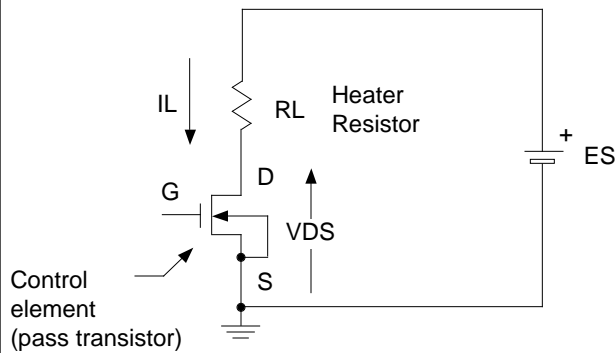 IL
RL
Heater
Resistor
+
ES
G
D
VDS
S
Control
element
(pass transistor)